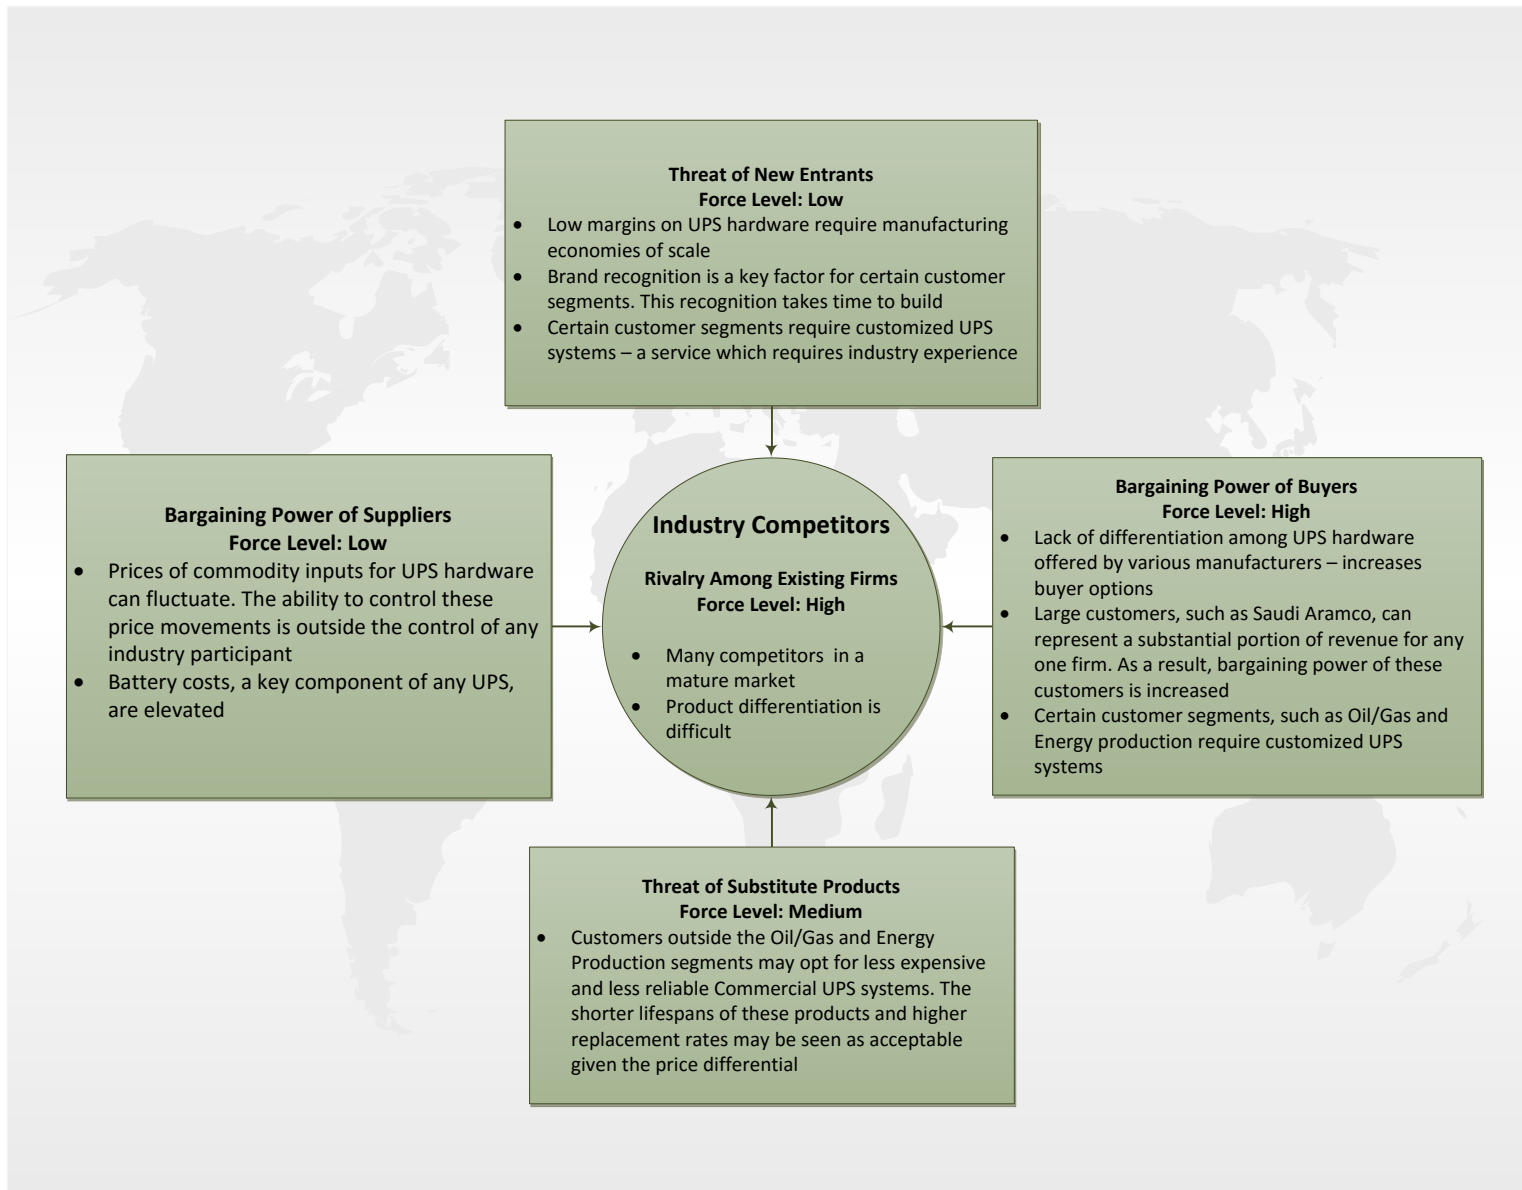 Threat of New Entrants
Force Level: Low
• Low margins on UPS hardware require manufacturing
economies of scale
• Brand recognition is a key factor for certain customer
segments. This recognition takes time to build
• Certain customer segments require customized UPS
systems – a service which requires industry experience
Bargaining Power of Suppliers
Force Level: Low
• Prices of commodity inputs for UPS hardware
can fluctuate. The ability to control these
price movements is outside the control of any
industry participant
• Battery costs, a key component of any UPS,
are elevated
Industry Competitors
Rivalry Among Existing Firms
Force Level: High
• Many competitors  in a
mature market
• Product differentiation is
difficult
Bargaining Power of Buyers
Force Level: High
• Lack of differentiation among UPS hardware
offered by various manufacturers – increases
buyer options
• Large customers, such as Saudi Aramco, can
represent a substantial portion of revenue for any
one firm. As a result, bargaining power of these
customers is increased
• Certain customer segments, such as Oil/Gas and
Energy production require customized UPS
systems
Threat of Substitute Products
Force Level: Medium
• Customers outside the Oil/Gas and Energy
Production segments may opt for less expensive
and less reliable Commercial UPS systems. The
shorter lifespans of these products and higher
replacement rates may be seen as acceptable
given the price differential